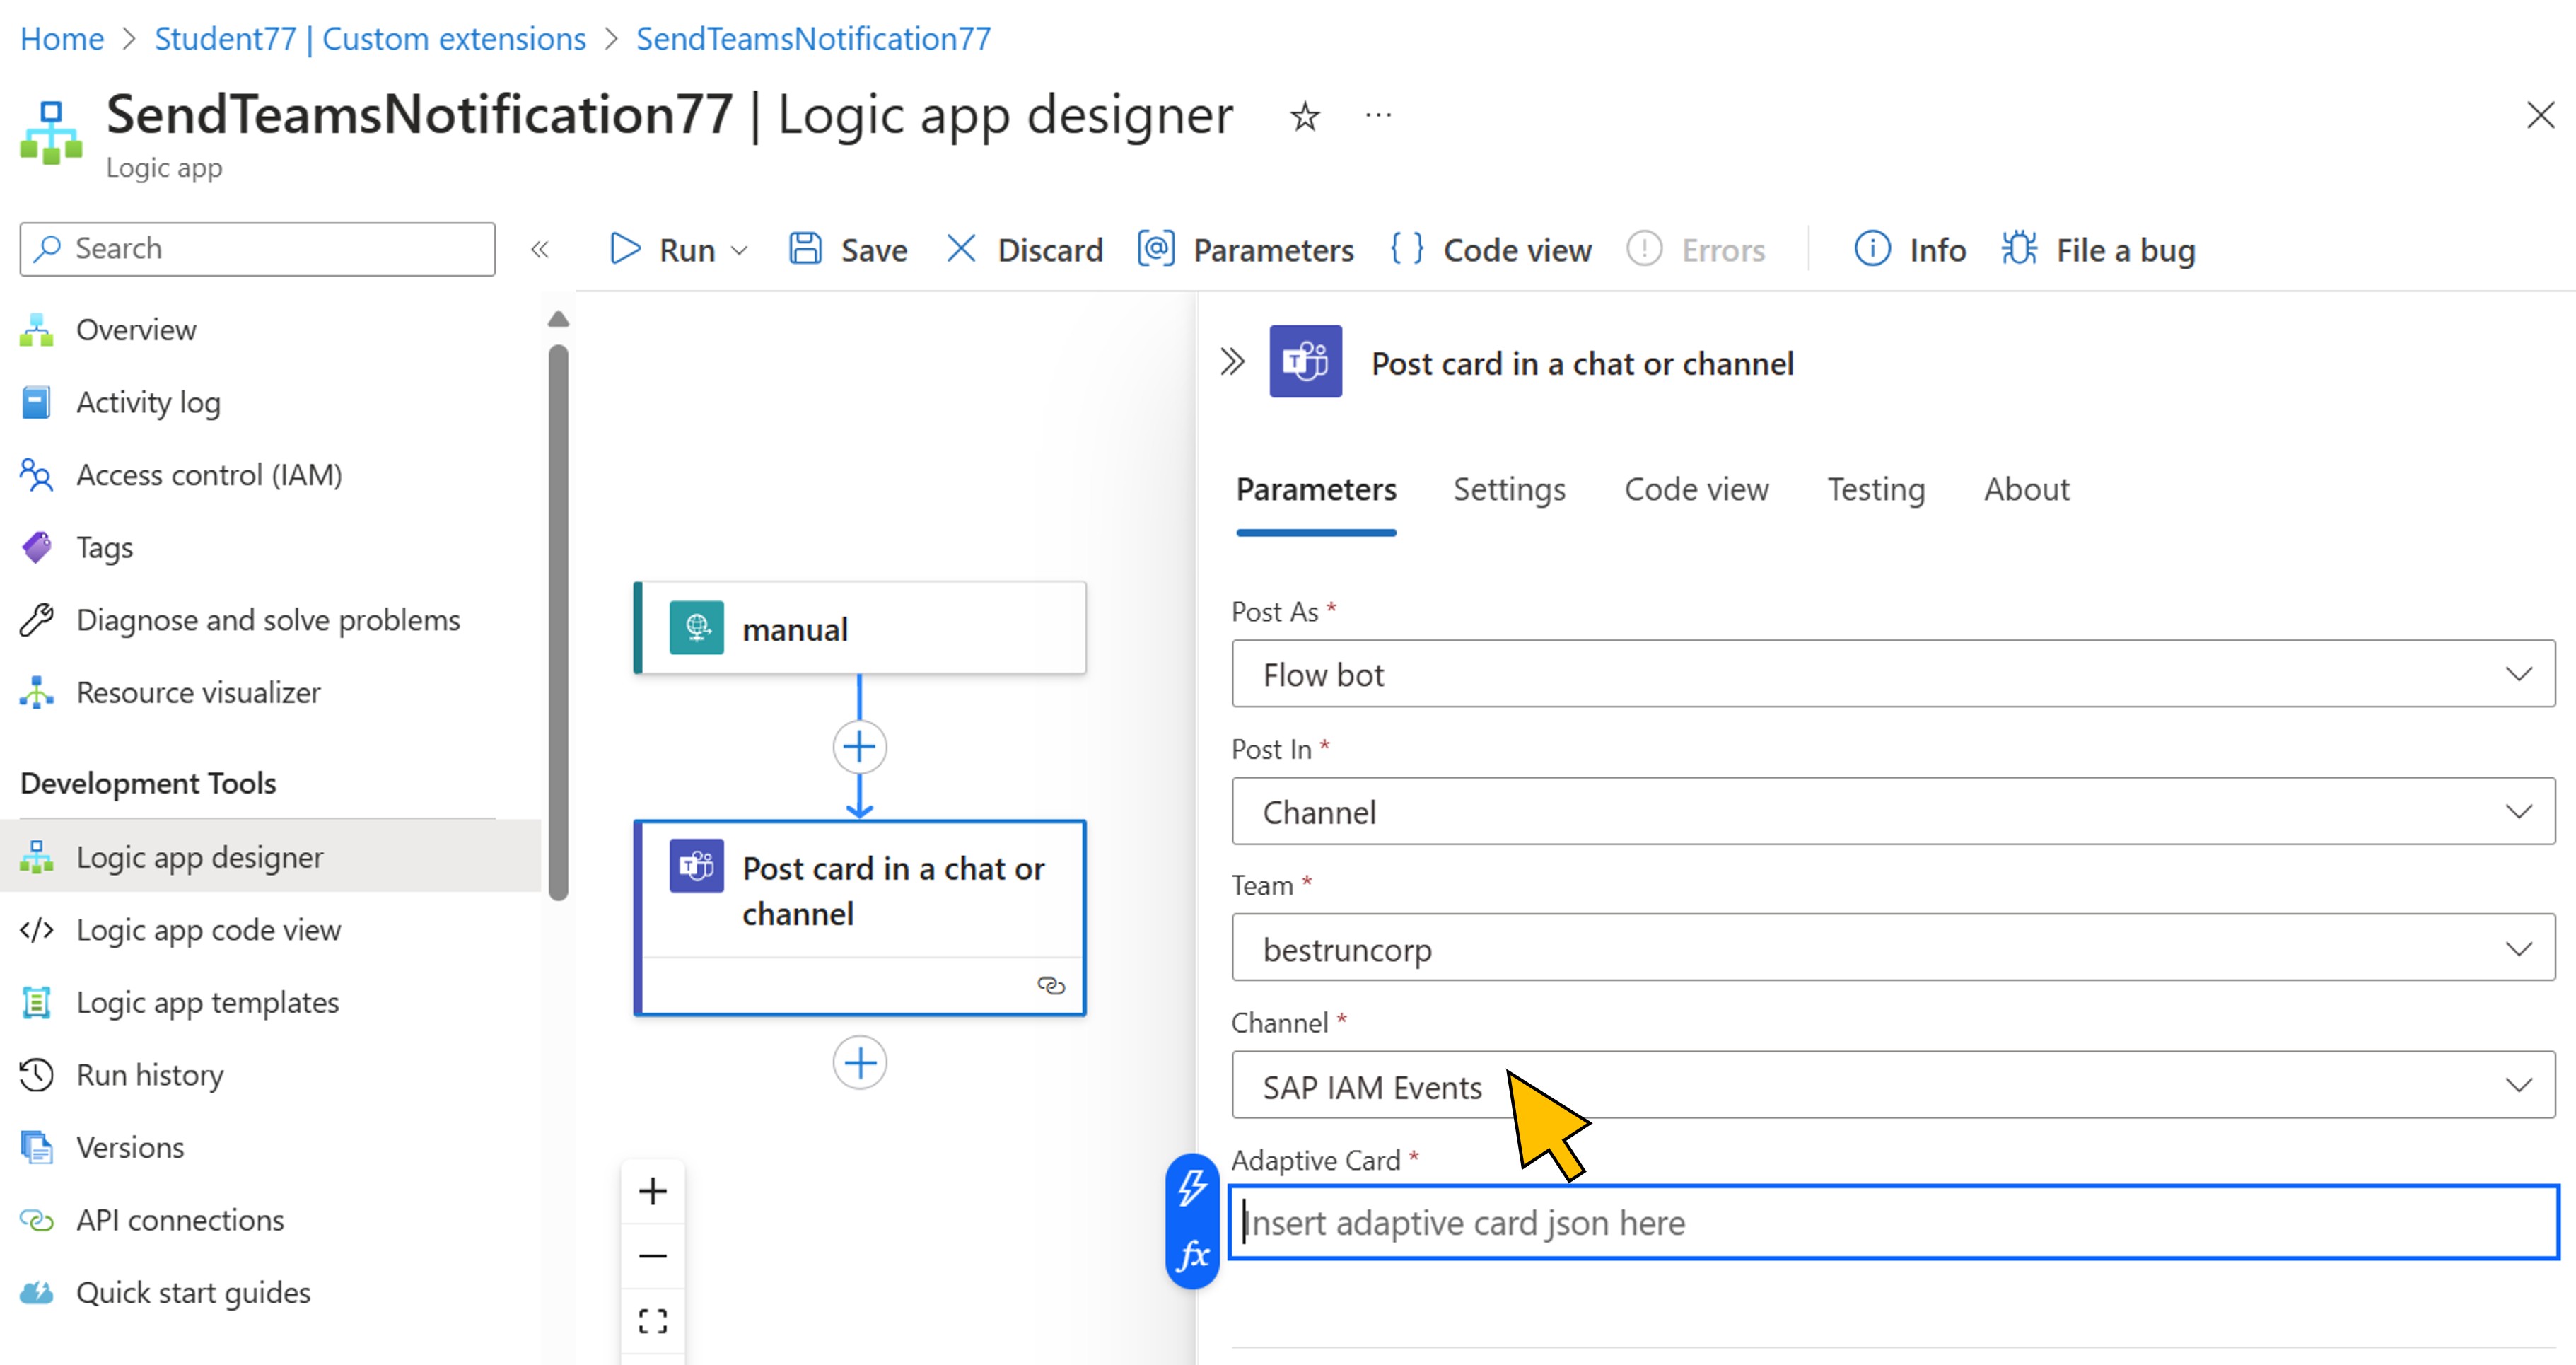 Home > Student77 | Custom extensions > SendTeamsNotification77
SendTeamsNotification77 | Logic app designer ☆ ...
Logic app
Search «
Run Save Discard Parameters Code view Errors Info File a bug
Overview
Activity log
Access control (IAM)
Tags
Diagnose and solve problems
Resource visualizer
Development Tools
Logic app designer
Logic app code view
Logic app templates
Run history
Versions
API connections
Quick start guides
manual
Post card in a chat or
channel
Post card in a chat or channel
Parameters Settings Code view Testing About
Post As *
Flow bot
Post In *
Channel
Team *
bestruncorp
Channel *
SAP IAM Events
Adaptive Card *
fx
Insert adaptive card json here